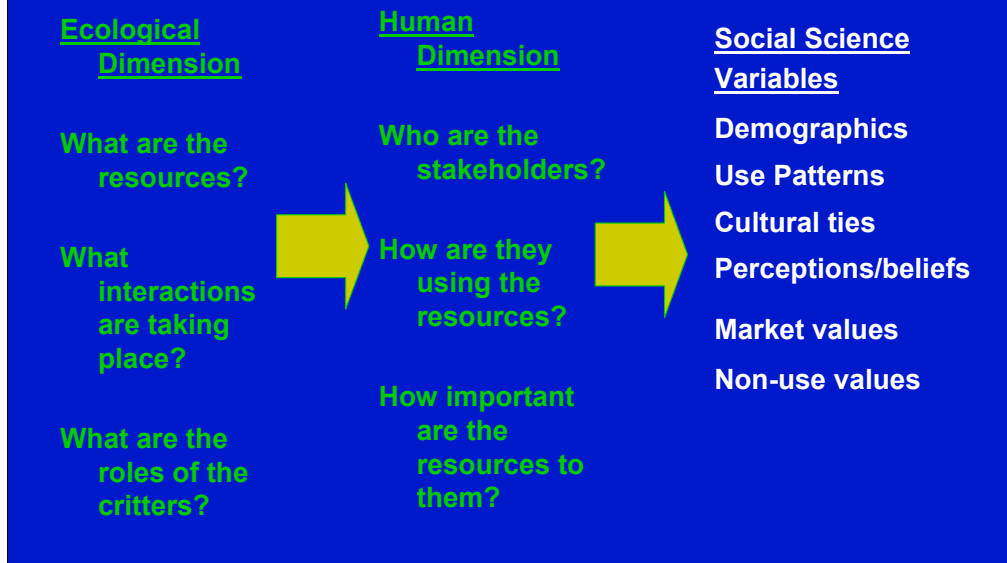 Ecological
Dimension
What are the
resources?
What
interactions
are taking
place?
What are the
roles of the
critters?
Human
Dimension
Who are the
stakeholders?
How are they
using the
resources?
How important
are the
resources to
them?
Social Science
Variables
Demographics
Use Patterns
Cultural ties
Perceptions/beliefs
Market values
Non-use values